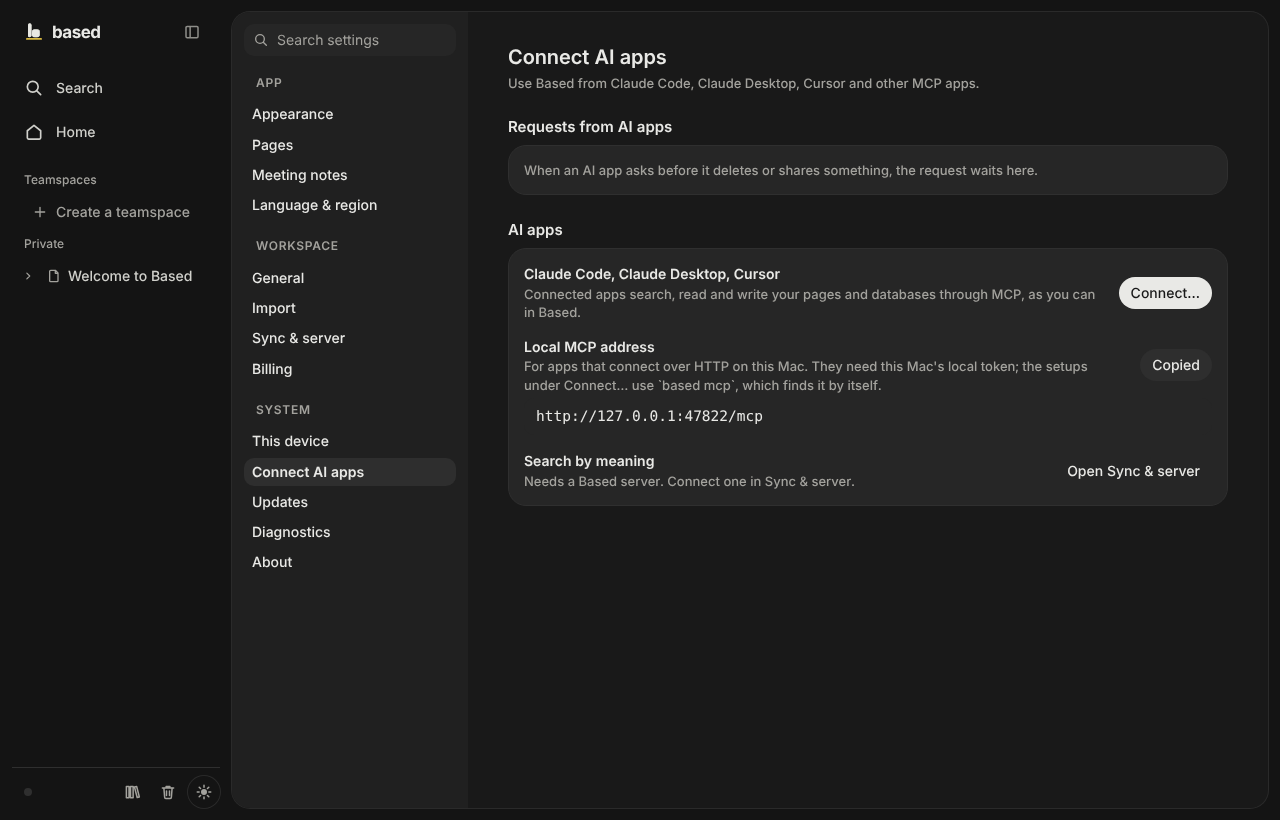 based
Search
Home
Teamspaces
Create a teamspace
Private
Welcome to Based
Search settings
APP
Appearance
Pages
Meeting notes
Language & region
WORKSPACE
General
Import
Sync & server
Billing
SYSTEM
This device
Connect AI apps
Updates
Diagnostics
About
Connect AI apps
Use Based from Claude Code, Claude Desktop, Cursor and other MCP apps.
Requests from AI apps
When an AI app asks before it deletes or shares something, the request waits here.
AI apps
Claude Code, Claude Desktop, Cursor
Connected apps search, read and write your pages and databases through MCP, as you can
in Based.
Connect...
Local MCP address
For apps that connect over HTTP on this Mac. They need this Mac's local token; the setups
under Connect... use `based mcp`, which finds it by itself.
Copied
http://127.0.0.1:47822/mcp
Search by meaning
Needs a Based server. Connect one in Sync & server.
Open Sync & server